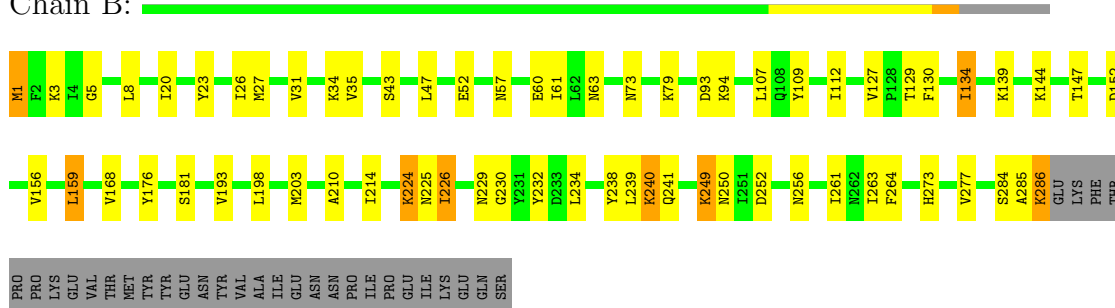 Chain B:
M1 F2 K3 I4 G5 L8 I20 Y23 I26 M27 V31 K34 V35 S43 L47 E52 N57 E60 I61 L62 N63 N73 K79 D93 K94 L107 Q108 Y109 I112 V127 P128 T129 F130 I134 K139 K144 T147 D152
V156 L159 V168 Y176 S181 V193 L198 M203 A210 I214 K224 N225 I226 N229 G230 Y231 Y232 D233 L234 Y238 L239 K240 Q241 K249 N250 I251 D252 N256 I261 N262 I263 F264 H273 V277 S284 A285 K286 GLU LYS PHE THR
PRO PRO LYS GLU VAL THR MET TYR TYR GLU ASN TYR VAL ALA ILE GLU ASN ASN PRO ILE PRO GLU ILE LYS GLU GLN SER